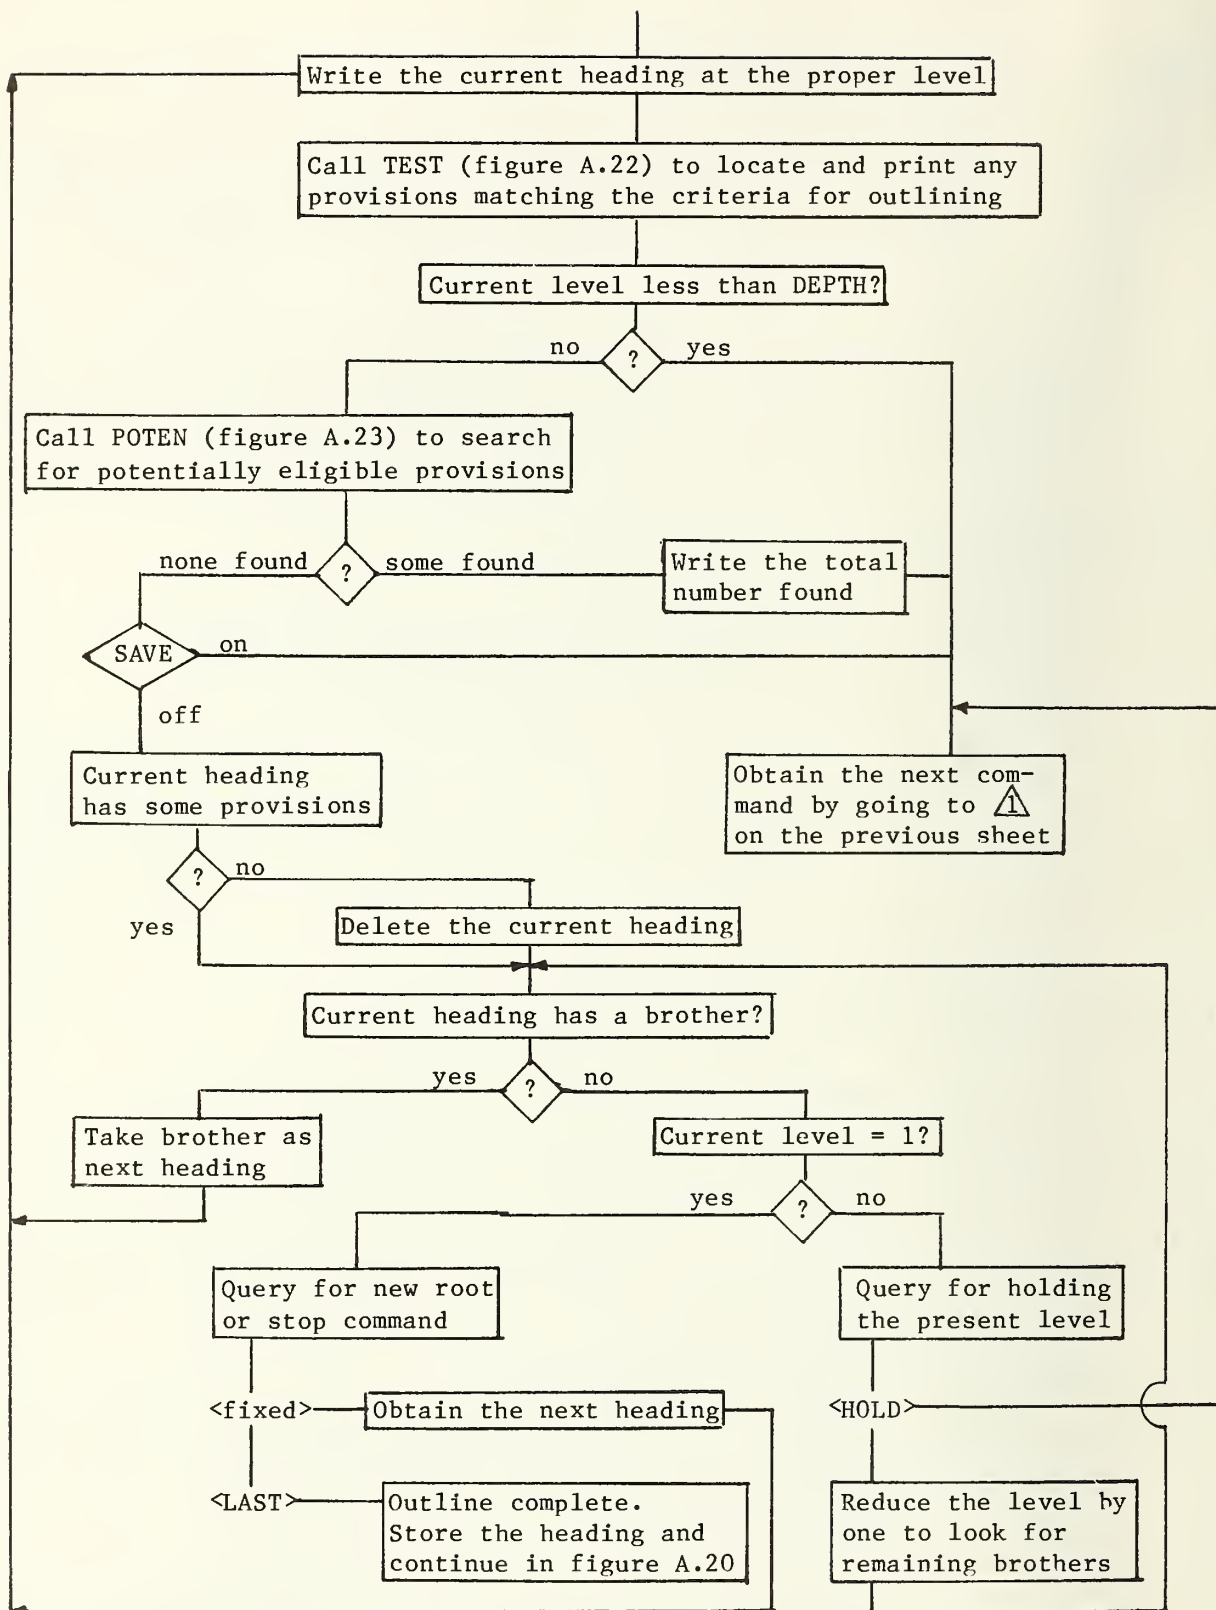 Write the current heading at the proper level
Call TEST (figure A.22) to locate and print any
provisions matching the criteria for outlining
Current level less than DEPTH?
no
?
yes
Call POTEN (figure A.23) to search
for potentially eligible provisions
none found
?
some found
Write the total
number found
SAVE
on
off
Current heading
has some provisions
Obtain the next com-
mand by going to 1
on the previous sheet
?
no
yes
Delete the current heading
Current heading has a brother?
yes
?
no
Take brother as
next heading
Current level = 1?
yes
?
no
Query for new root
or stop command
Query for holding
the present level
<fixed>
Obtain the next heading
<HOLD>
<LAST>
Outline complete.
Store the heading and
continue in figure A.20
Reduce the level by
one to look for
remaining brothers